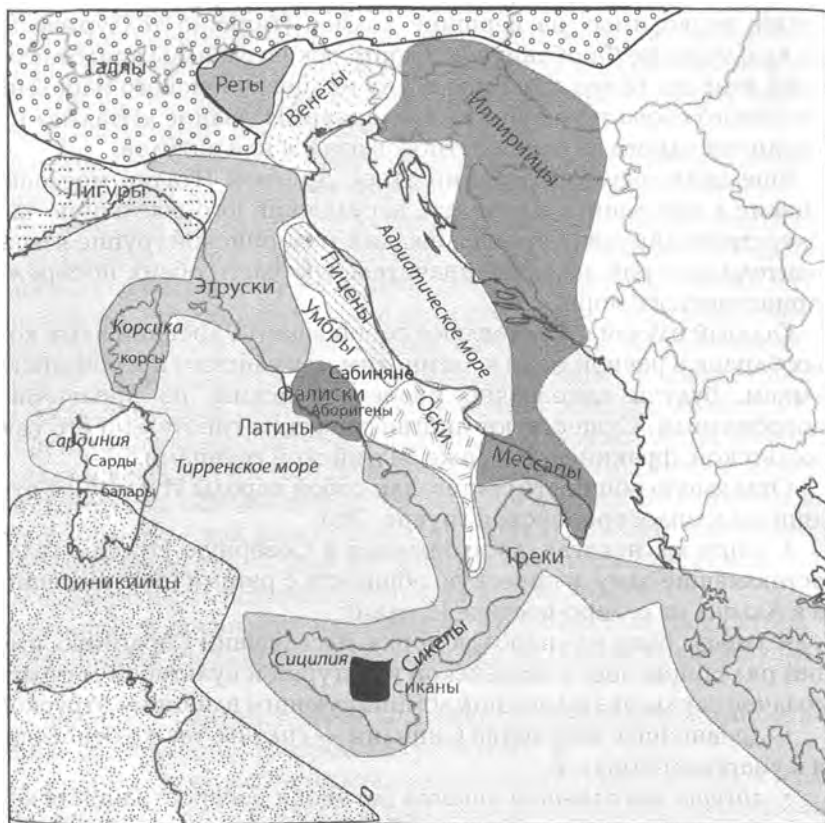 Галлы
Реты
Венеты
Иллирийцы
Лигуры
Адриатическое море
Этруски
Пицены
Умбры
Корсика
корсы
Сабиняне
Фалиски
Аборигены
Латины
Оски
Сардиния
Сарды
балары
Тирренское море
Мессапы
Греки
Финикийцы
Сицилия
Сикелы
Сиканы